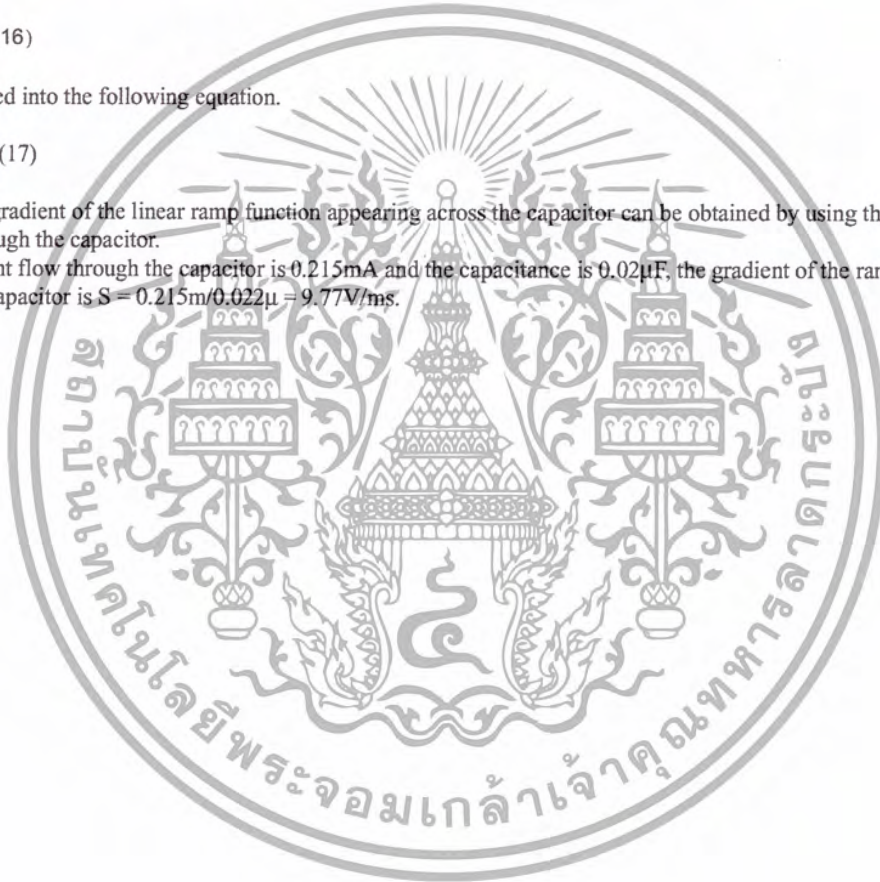 16)
ed into the following equation.
(17)
gradient of the linear ramp function appearing across the capacitor can be obtained by using th
ugh the capacitor.
nt flow through the capacitor is 0.215mA and the capacitance is 0.02µF, the gradient of the ran
apacitor is S = 0.215m/0.022µ = 9.77V/ms.
สถาบันเทคโนโลยีพระจอมเกล้าเจ้าคุณทหารลาดกระบัง